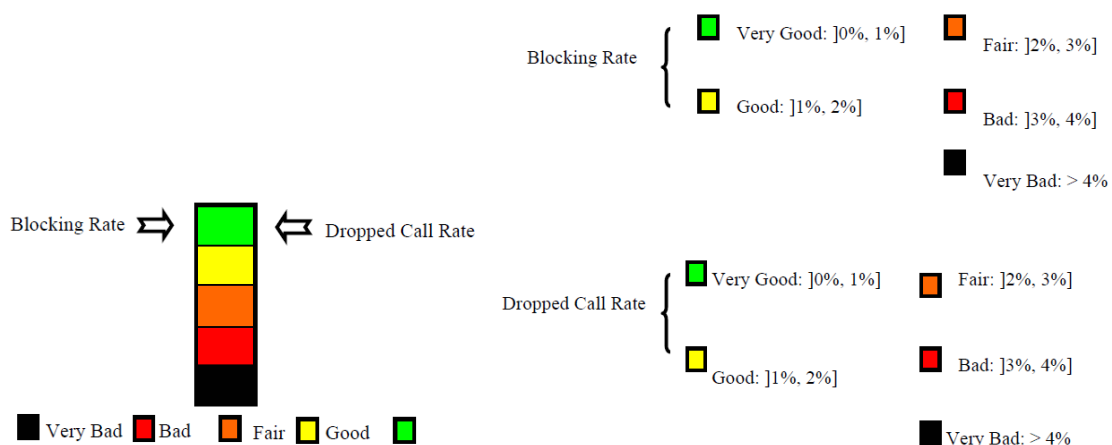 Very Good: ]0%, 1%]
Fair: ]2%, 3%]
Blocking Rate
Good: ]1%, 2%]
Bad: ]3%, 4%]
Very Bad: > 4%
Blocking Rate
Dropped Call Rate
Very Good: ]0%, 1%]
Fair: ]2%, 3%]
Dropped Call Rate
Good: ]1%, 2%]
Bad: ]3%, 4%]
Very Bad Bad Fair Good
Very Bad: > 4%